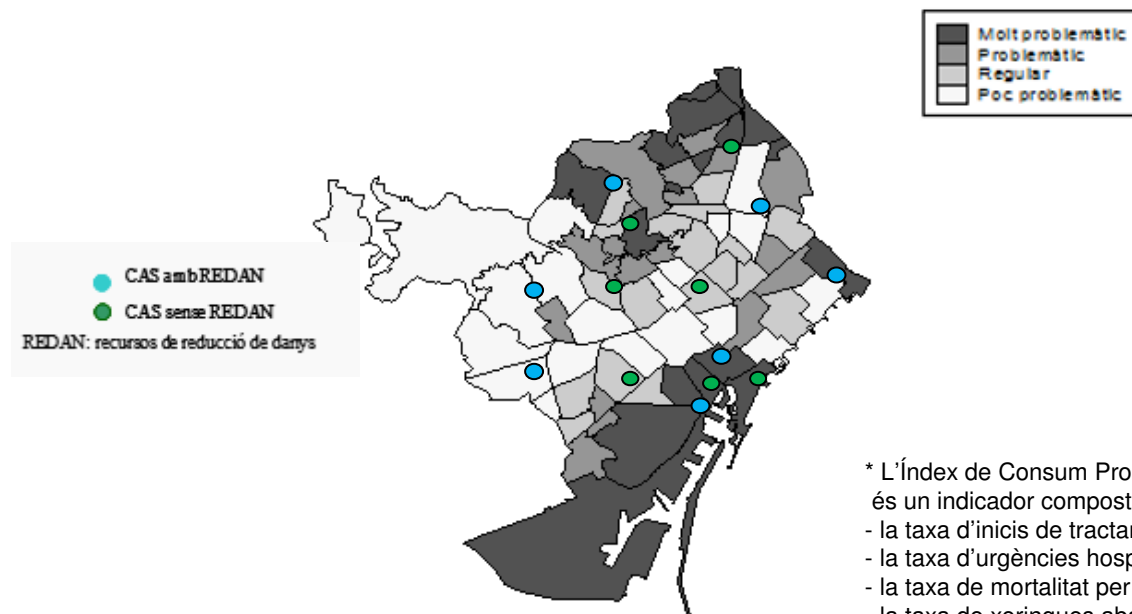 Molt problemàtic
Problemàtic
Regular
Poc problemàtic
CAS amb REDAN
CAS sense REDAN
REDAN: recursos de reducció de danys
* L'Índex de Consum Pro
és un indicador compost
- la taxa d'inicis de tractar
- la taxa d'urgències hosp
- la taxa de mortalitat per